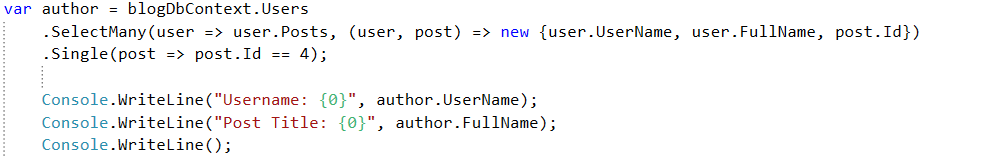 var author = blogDbContext.Users
.SelectMany(user => user.Posts, (user, post) => new {user.UserName, user.FullName, post.Id})
.Single(post => post.Id == 4);
Console.WriteLine("Username: {0}", author.UserName);
Console.WriteLine("Post Title: {0}", author.FullName);
Console.WriteLine();